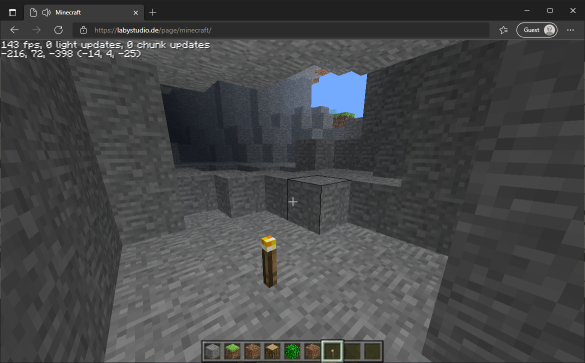 Minecraft
https://labystudio.de/page/minecraft/
Guest
143 fps, 0 light updates, 0 chunk updates
-216, 72, -398 (-14, 4, -25)